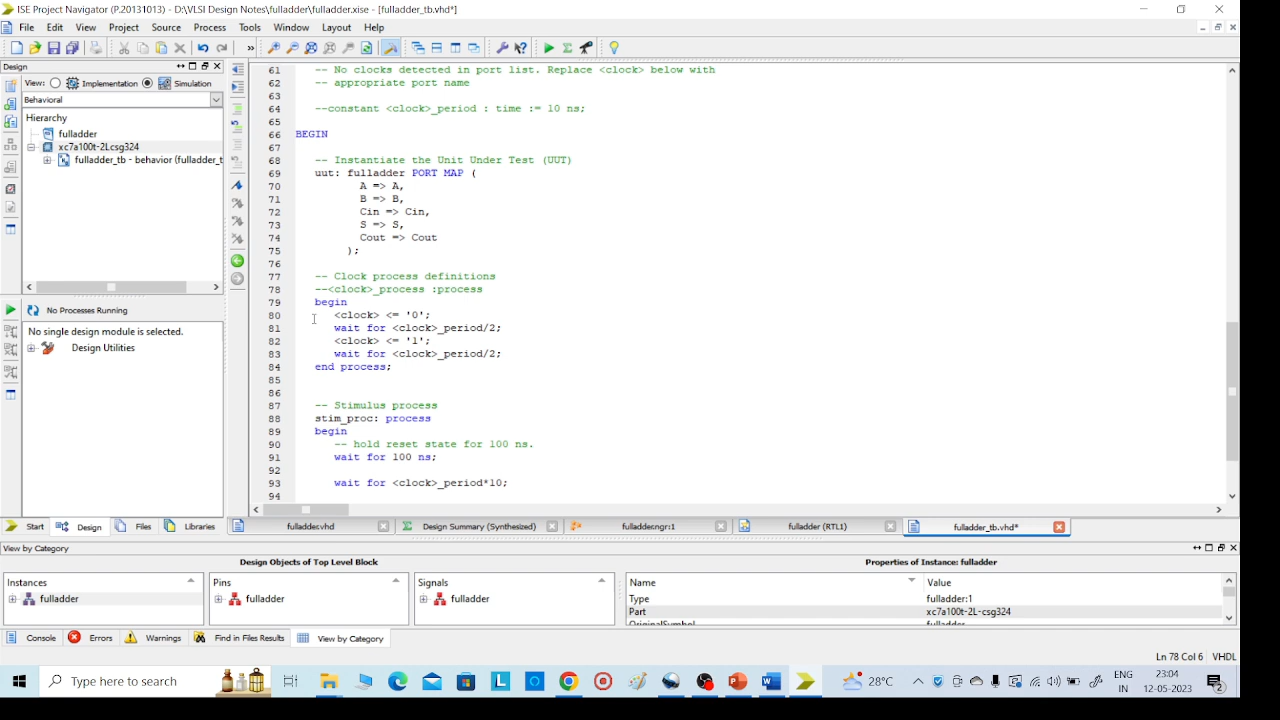 ISE Project Navigator (P.20131013) - D:\VLSI Design Notes\fulladder\fulladder.xise - [fulladder_tb.vhd*]
File Edit View Project Source Process Tools Window Layout Help
Design
View: Implementation Simulation
Behavioral
Hierarchy
fulladder
xc7a100t-2Lcsg324
fulladder_tb - behavior (fulladder_t
No Processes Running
No single design module is selected.
Design Utilities
61 -- No clocks detected in port list. Replace <clock> below with
62 -- appropriate port name
63
64 --constant <clock>_period : time := 10 ns;
65
66 BEGIN
67
68 -- Instantiate the Unit Under Test (UUT)
69 uut: fulladder PORT MAP (
70 A => A,
71 B => B,
72 Cin => Cin,
73 S => S,
74 Cout => Cout
75 );
76
77 -- Clock process definitions
78 --<clock>_process :process
79 begin
80 <clock> <= '0';
81 wait for <clock>_period/2;
82 <clock> <= '1';
83 wait for <clock>_period/2;
84 end process;
85
86
87 -- Stimulus process
88 stim_proc: process
89 begin
90 -- hold reset state for 100 ns.
91 wait for 100 ns;
92
93 wait for <clock>_period*10;
94
Start Design Files Libraries
fulladder.vhd Design Summary (Synthesized) fulladder.ngr:1 fulladder (RTL1) fulladder_tb.vhd*
View by Category
Design Objects of Top Level Block Properties of Instance: fulladder
Instances Pins Signals Name Value
fulladder fulladder fulladder Type fulladder:1
Part xc7a100t-2L-csg324
OriginalSymbol fulladder
Console Errors Warnings Find in Files Results View by Category
Ln 78 Col 6 VHDL
Type here to search
28°C
ENG
IN
23:04
12-05-2023
2